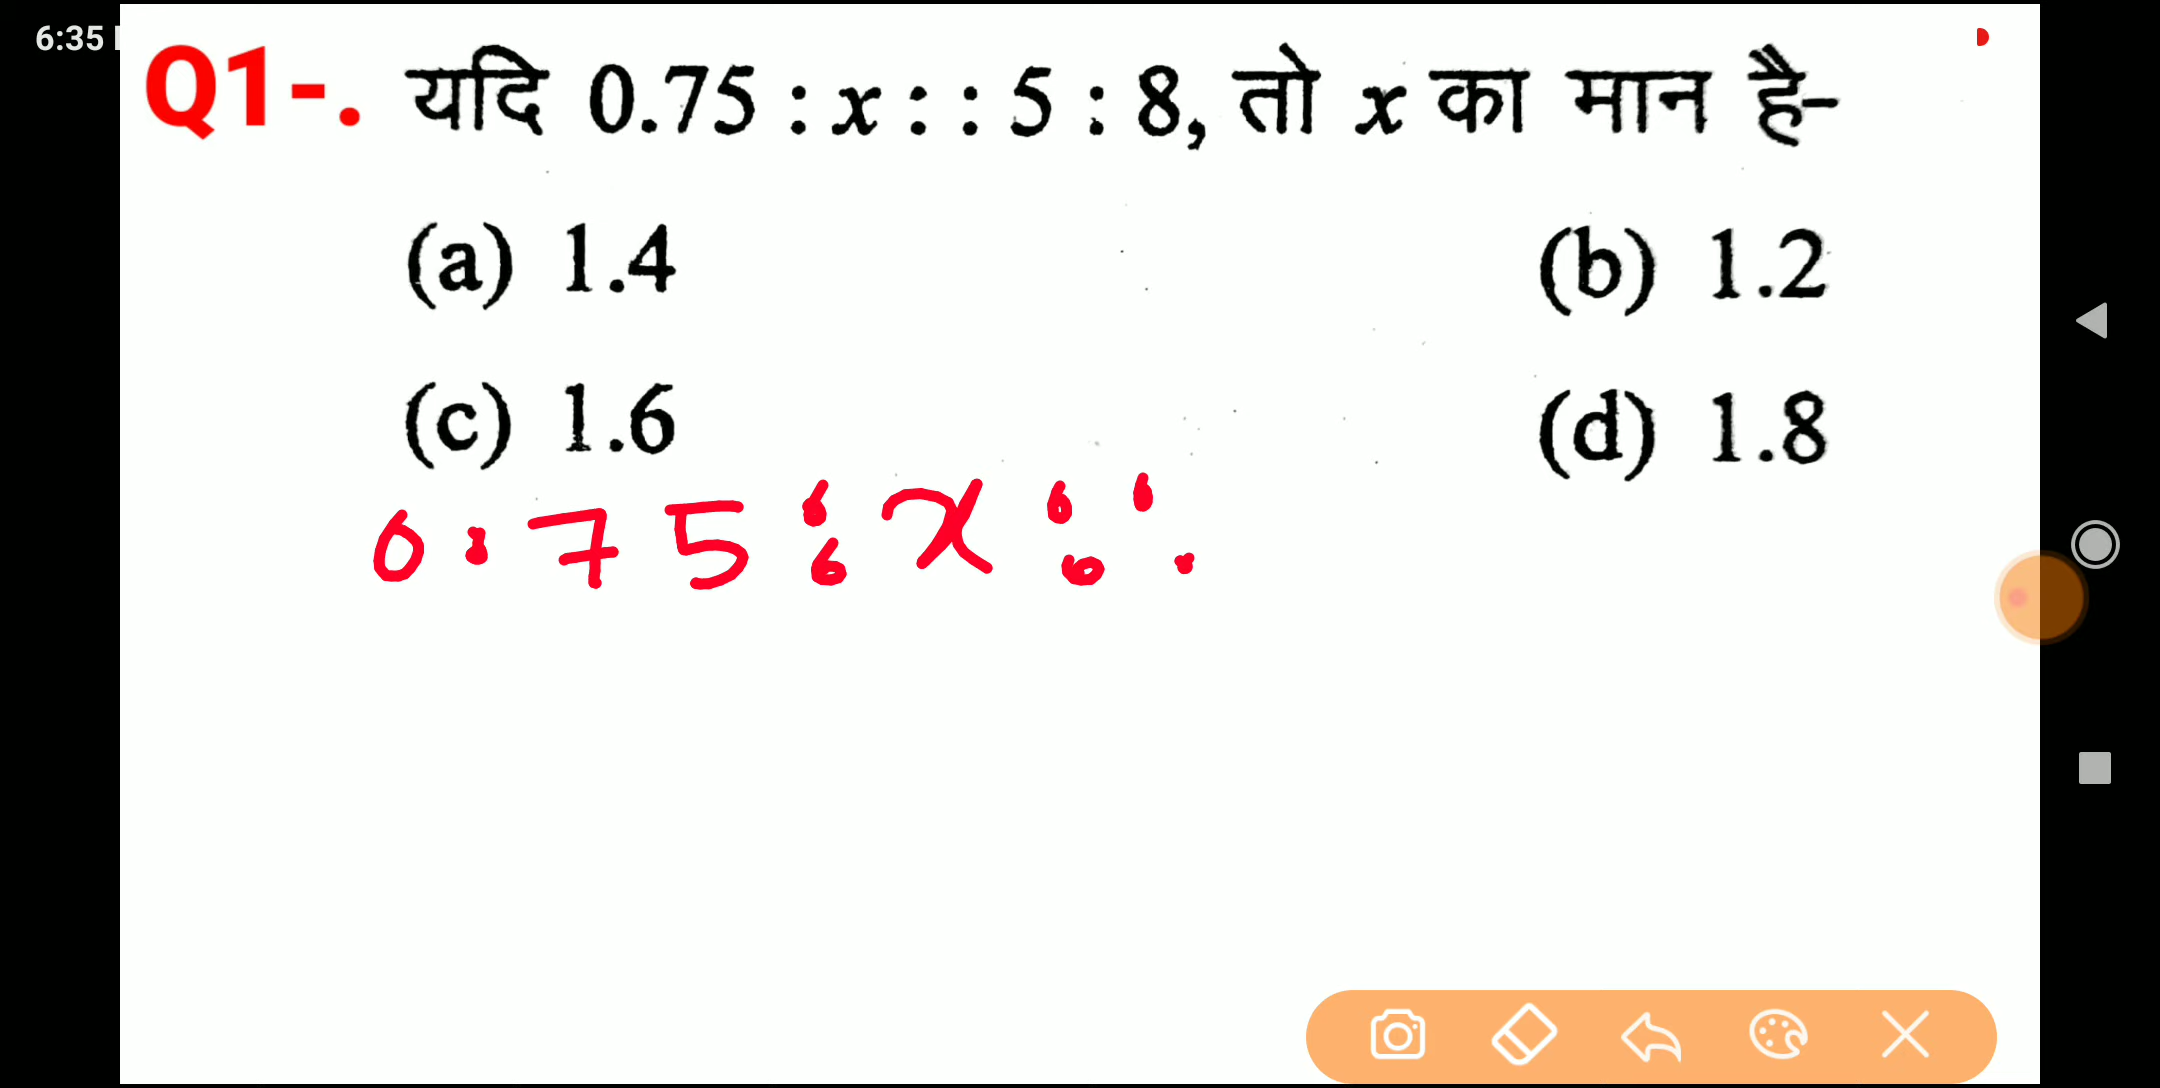 6:35
Q1-. यदि 0.75 : x : : 5 : 8, तो x का मान है-
(a) 1.4 (b) 1.2
(c) 1.6 (d) 1.8
0.75 : x : :